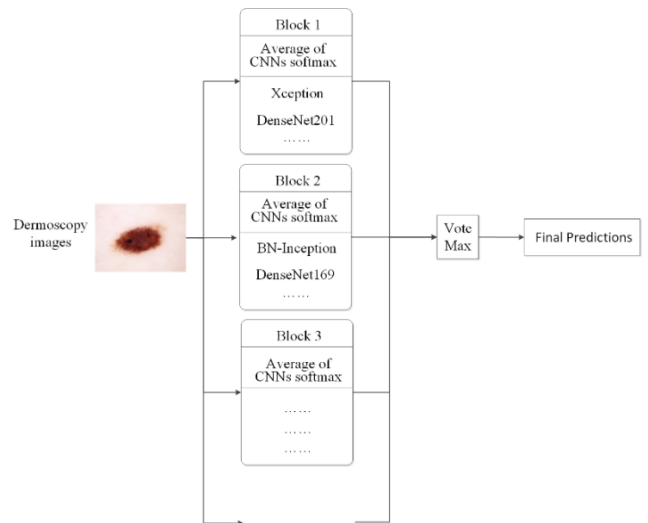 Block 1
Average of
CNNs softmax
Xception
DenseNet201
……
Dermoscopy
images
Block 2
Average of
CNNs softmax
BN-Inception
DenseNet169
……
Vote
Max
Final Predictions
Block 3
Average of
CNNs softmax
……
……
……